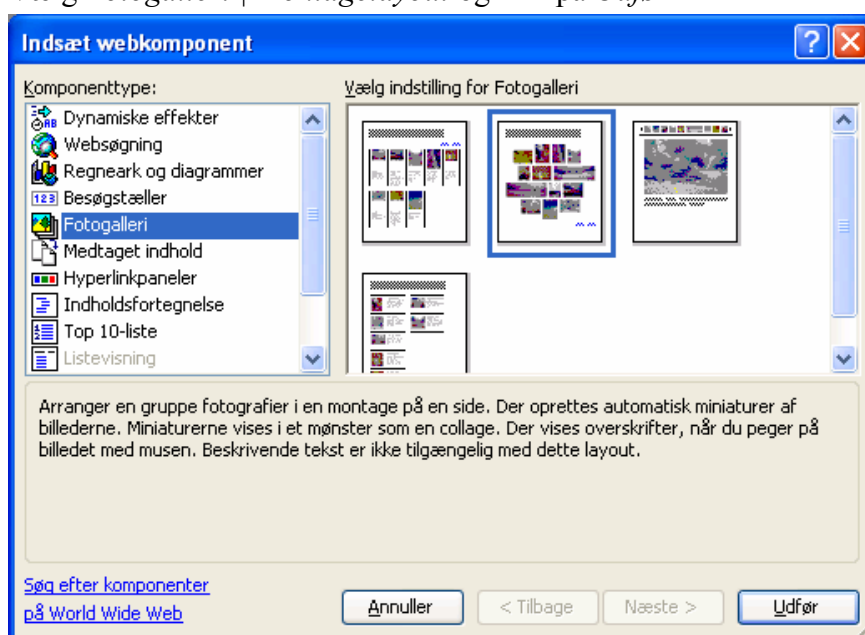 Indsæt webkomponent
Komponenttype:
Vælg indstilling for Fotogalleri
Dynamiske effekter
Websøgning
Regneark og diagrammer
Besøgstæller
Fotogalleri
Medtaget indhold
Hyperlinkpaneler
Indholdsfortegnelse
Top 10-liste
Listevisning
Arranger en gruppe fotografier i en montage på en side. Der oprettes automatisk miniaturer af
billederne. Miniaturerne vises i et mønster som en collage. Der vises overskrifter, når du peger på
billedet med musen. Beskrivende tekst er ikke tilgængelig med dette layout.
Søg efter komponenter
på World Wide Web
Annuller
< Tilbage
Næste >
Udfør